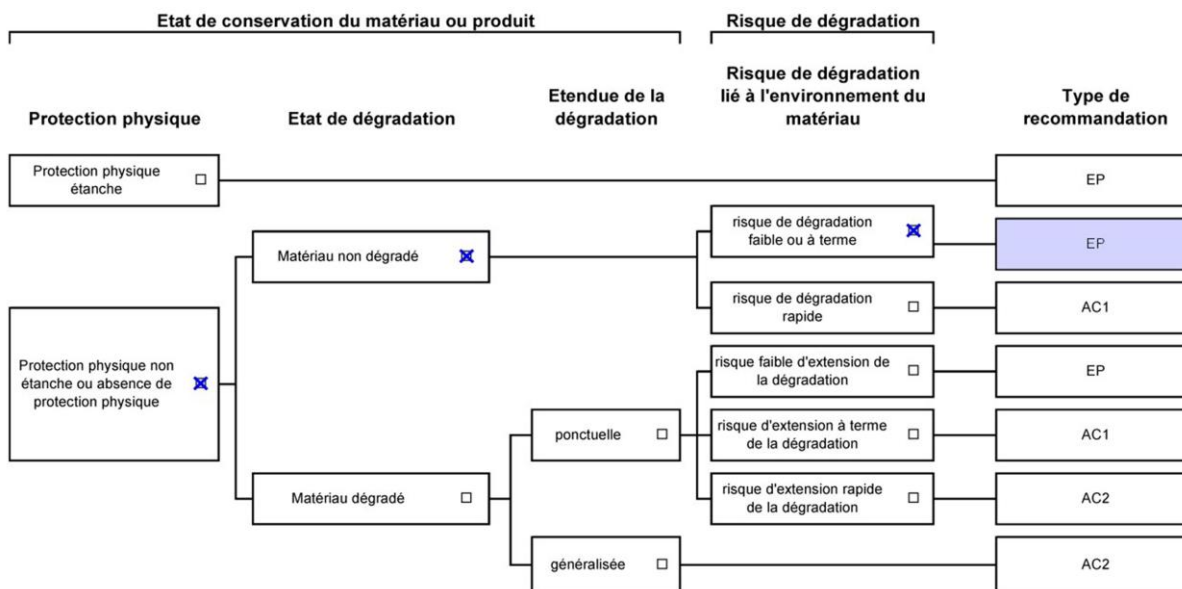 Etat de conservation du matériau ou produit
Risque de dégradation
Protection physique
Etat de dégradation
Etendue de la
dégradation
Risque de dégradation
lié à l'environnement du
matériau
Type de
recommandation
Protection physique
étanche
EP
Matériau non dégradé
risque de dégradation
faible ou à terme
EP
risque de dégradation
rapide
AC1
Protection physique non
étanche ou absence de
protection physique
risque faible d'extension de
la dégradation
EP
ponctuelle
risque d'extension à terme
de la dégradation
AC1
Matériau dégradé
risque d'extension rapide
de la dégradation
AC2
généralisée
AC2